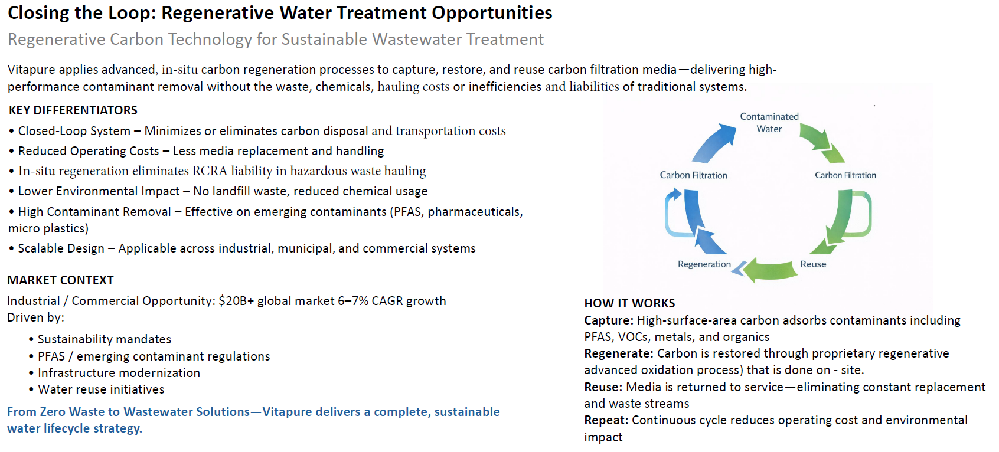 Closing the Loop: Regenerative Water Treatment Opportunities
Regenerative Carbon Technology for Sustainable Wastewater Treatment
Vitapure applies advanced, in-situ carbon regeneration processes to capture, restore, and reuse carbon filtration media—delivering high-
performance contaminant removal without the waste, chemicals, hauling costs or inefficiencies and liabilities of traditional systems.
KEY DIFFERENTIATORS
• Closed-Loop System – Minimizes or eliminates carbon disposal and transportation costs
• Reduced Operating Costs – Less media replacement and handling
• In-situ regeneration eliminates RCRA liability in hazardous waste hauling
• Lower Environmental Impact – No landfill waste, reduced chemical usage
• High Contaminant Removal – Effective on emerging contaminants (PFAS, pharmaceuticals,
micro plastics)
• Scalable Design – Applicable across industrial, municipal, and commercial systems
MARKET CONTEXT
Industrial / Commercial Opportunity: $20B+ global market 6–7% CAGR growth
Driven by:
• Sustainability mandates
• PFAS / emerging contaminant regulations
• Infrastructure modernization
• Water reuse initiatives
From Zero Waste to Wastewater Solutions—Vitapure delivers a complete, sustainable
water lifecycle strategy.
Contaminated
Water
Carbon Filtration
Carbon Filtration
Regeneration
Reuse
HOW IT WORKS
Capture: High-surface-area carbon adsorbs contaminants including
PFAS, VOCs, metals, and organics
Regenerate: Carbon is restored through proprietary regenerative
advanced oxidation process) that is done on - site.
Reuse: Media is returned to service—eliminating constant replacement
and waste streams
Repeat: Continuous cycle reduces operating cost and environmental
impact